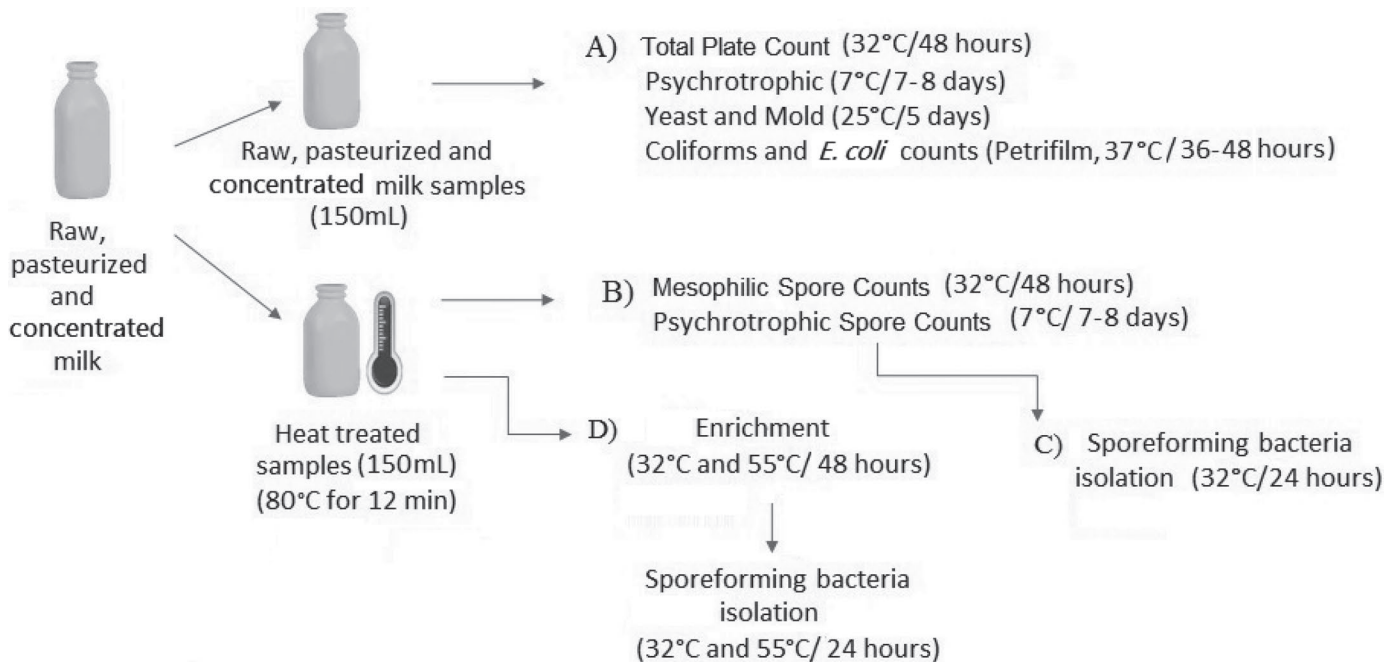 A) Total Plate Count (32°C/48 hours)
Psychrotrophic (7°C/7-8 days)
Yeast and Mold (25°C/5 days)
Coliforms and E. coli counts (Petrifilm, 37°C/36-48 hours)
Raw, pasteurized and
concentrated milk samples
(150mL)
Raw,
pasteurized
and
concentrated
milk
B) Mesophilic Spore Counts (32°C/48 hours)
Psychrotrophic Spore Counts (7°C/ 7-8 days)
Heat treated
samples (150mL)
(80°C for 12 min)
D) Enrichment
(32°C and 55°C/ 48 hours)
C) Sporeforming bacteria
isolation (32°C/24 hours)
Sporeforming bacteria
isolation
(32°C and 55°C/ 24 hours)